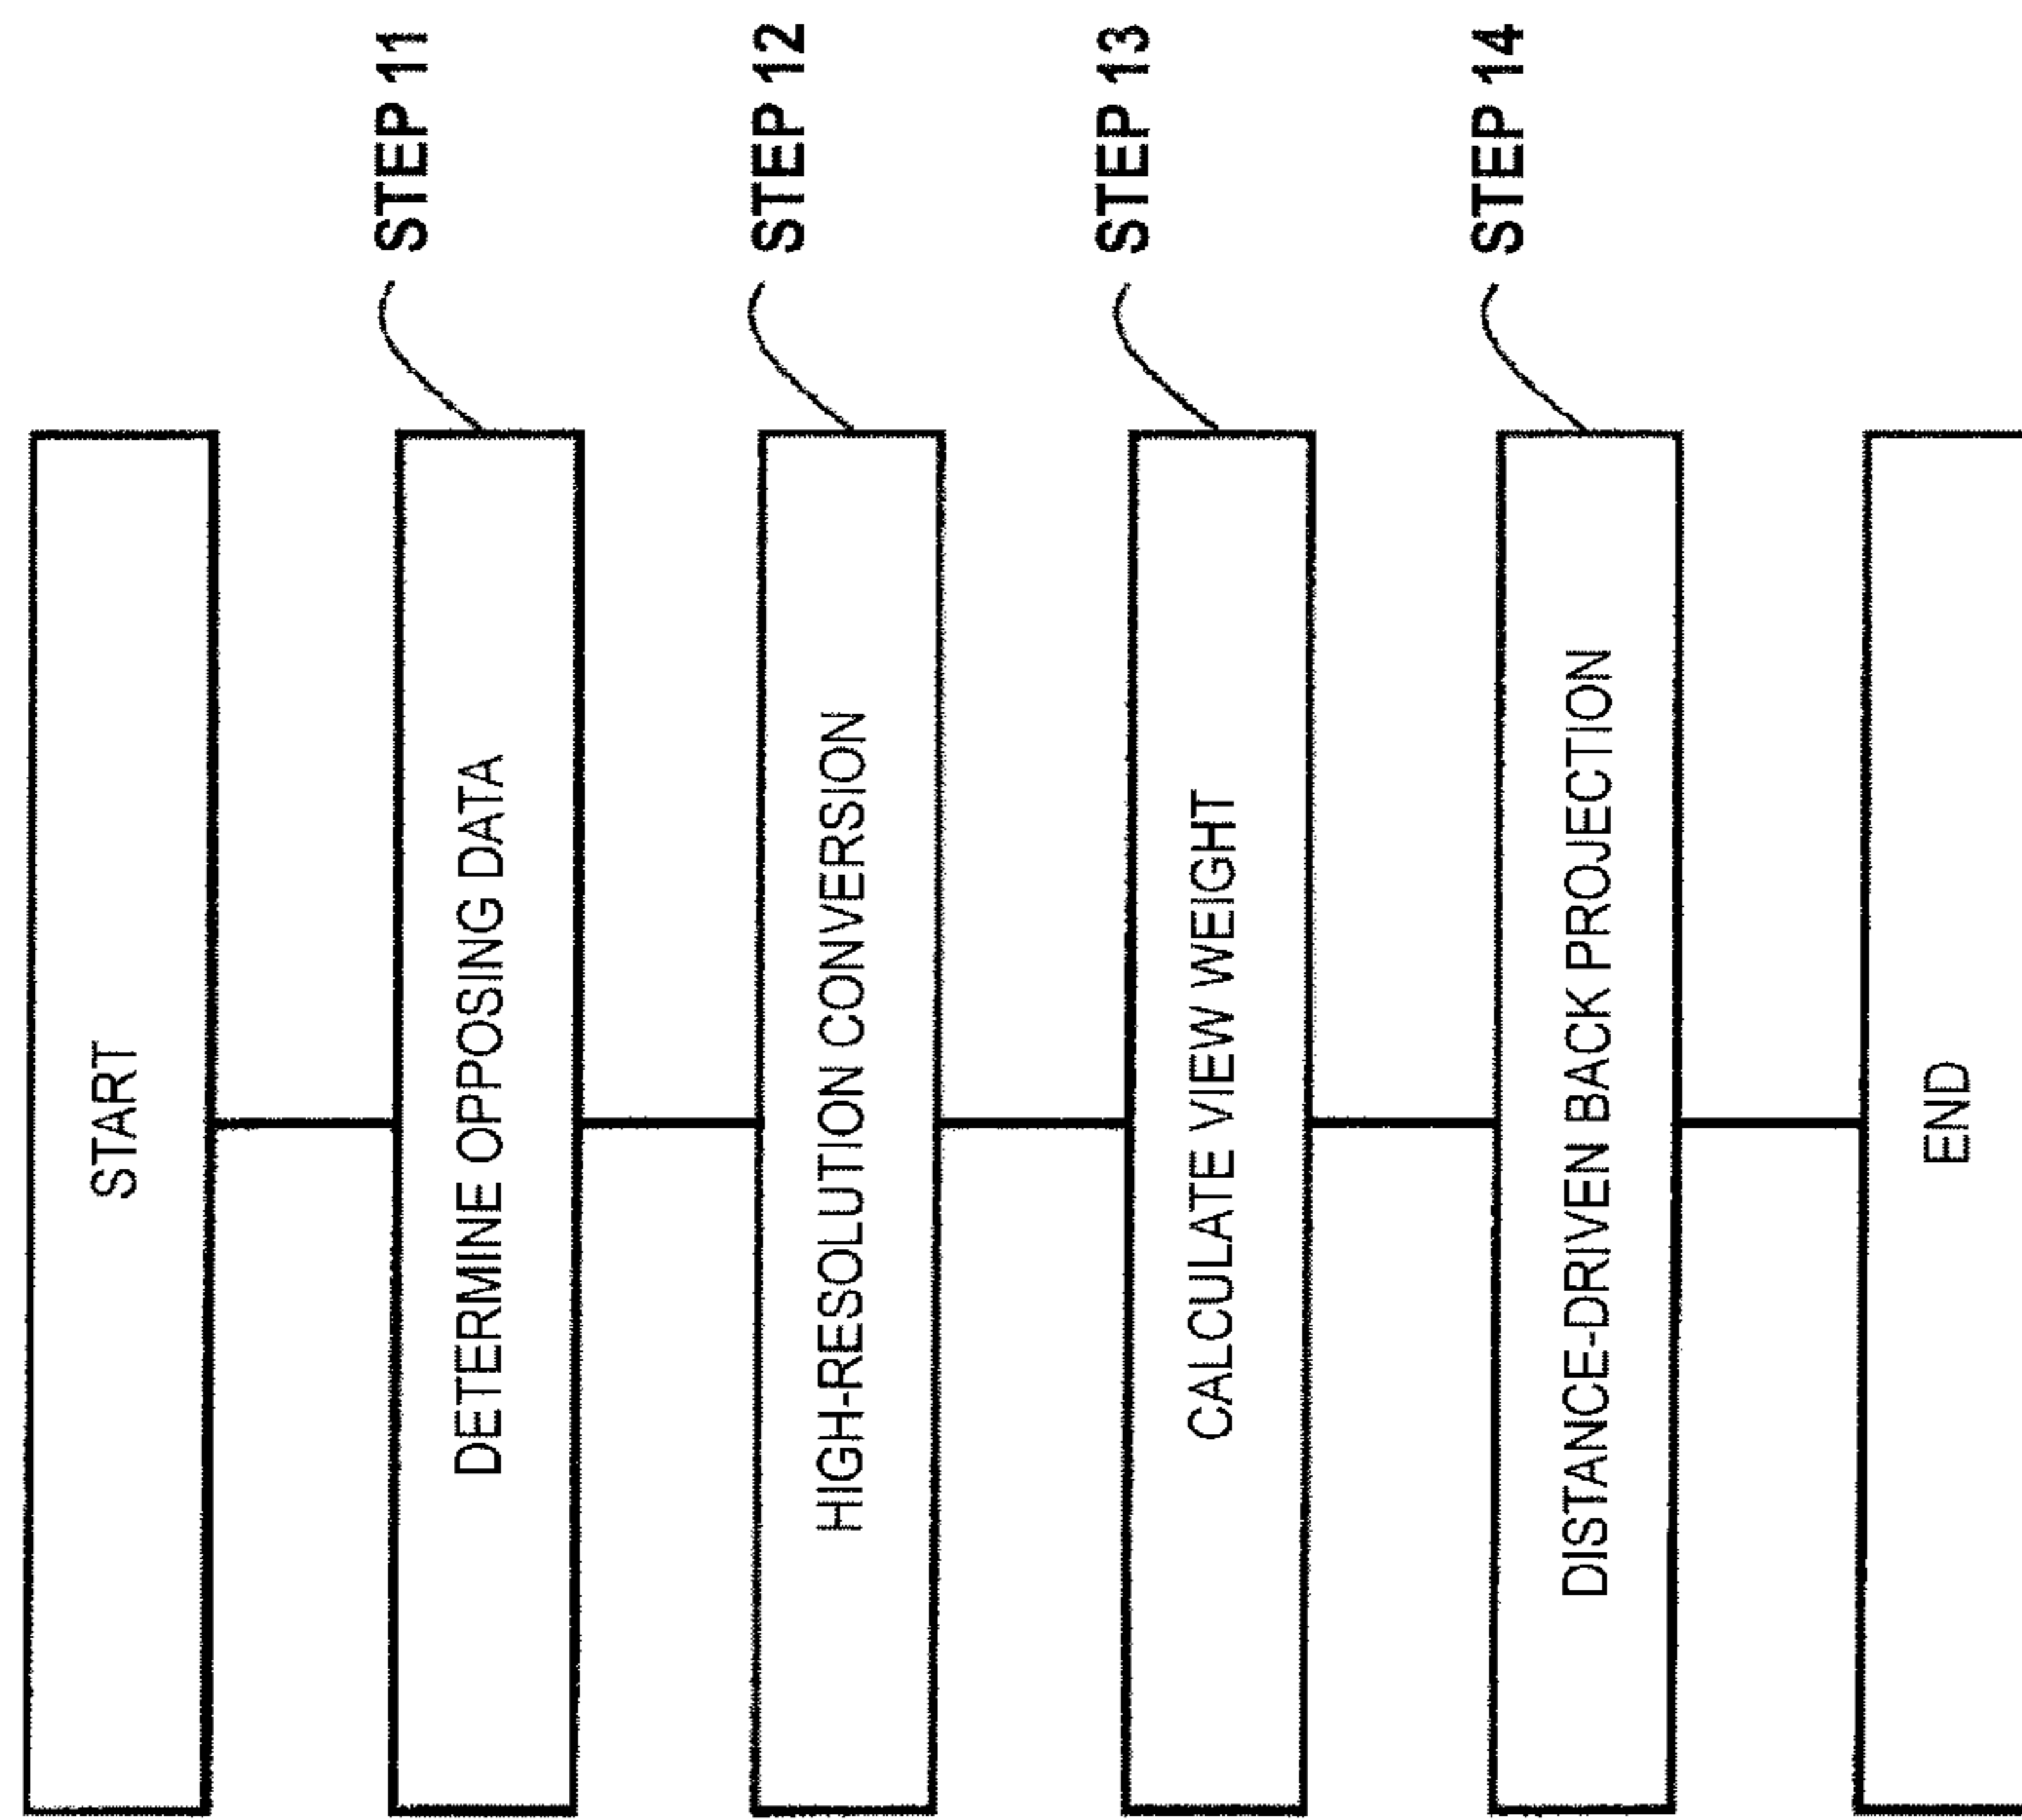 START
DETERMINE OPPOSING DATA
STEP 11
HIGH-RESOLUTION CONVERSION
STEP 12
CALCULATE VIEW WEIGHT
STEP 13
DISTANCE-DRIVEN BACK PROJECTION
STEP 14
END